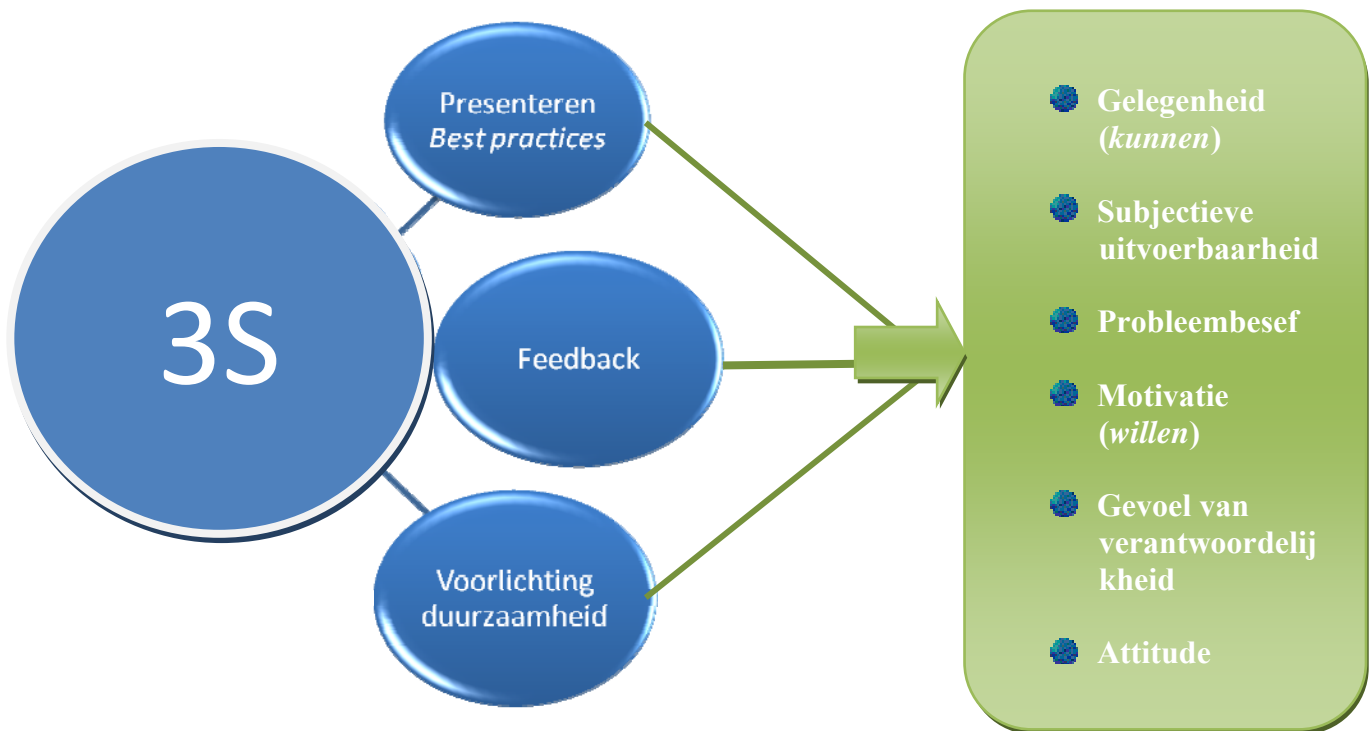 3S
Presenteren
Best practices
Feedback
Voorlichting
duurzaamheid
Gelegenheid
(kunnen)
Subjectieve
uitvoerbaarheid
Probleembesef
Motivatie
(willen)
Gevoel van
verantwoordelij
kheid
Attitude